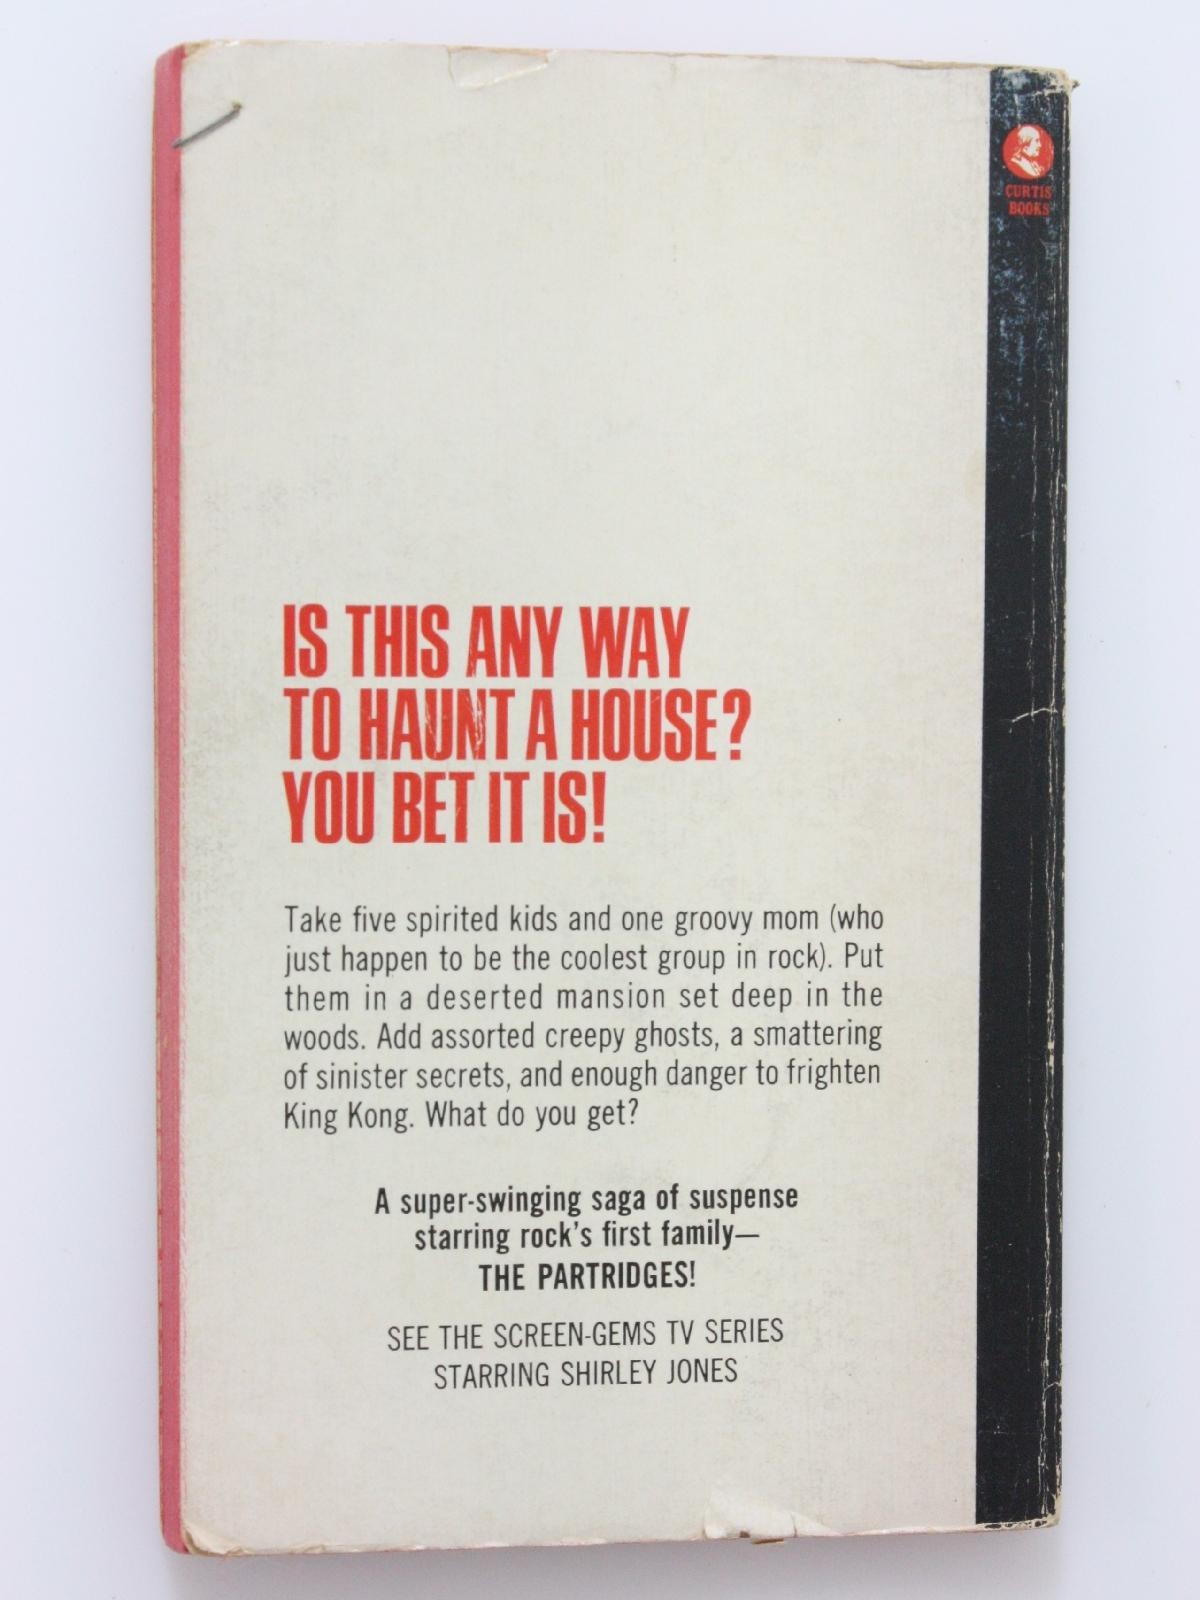 CURTIS
BOOKS
IS THIS ANY WAY
TO HAUNT A HOUSE?
YOU BET IT IS!
Take five spirited kids and one groovy mom (who
just happen to be the coolest group in rock). Put
them in a deserted mansion set deep in the
woods. Add assorted creepy ghosts, a smattering
of sinister secrets, and enough danger to frighten
King Kong. What do you get?
A super-swinging saga of suspense
starring rock's first family—
THE PARTRIDGES!
SEE THE SCREEN-GEMS TV SERIES
STARRING SHIRLEY JONES